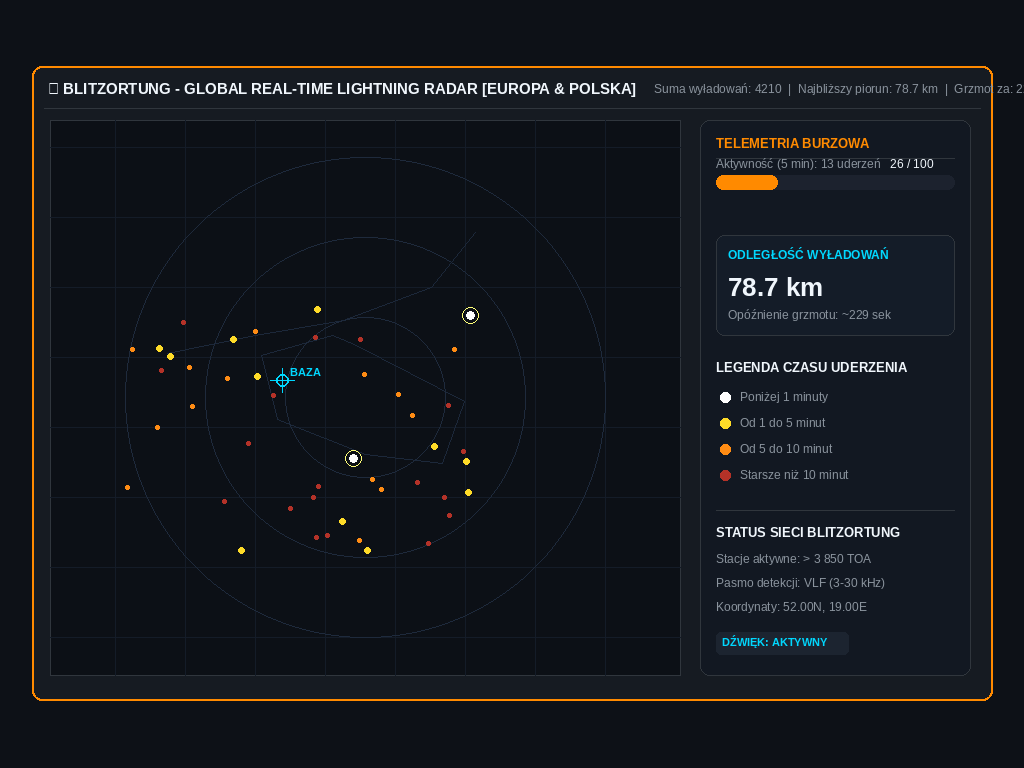 BLITZORTUNG - GLOBAL REAL-TIME LIGHTNING RADAR [EUROPA & POLSKA]
Suma wyładowań: 4210 | Najbliższy piorun: 78.7 km | Grzmot za: 2
BAZA
TELEMETRIA BURZOWA
Aktywność (5 min): 13 uderzeń 26 / 100
ODLEGŁOŚĆ WYŁADOWAŃ
78.7 km
Opóźnienie grzmotu: ~229 sek
LEGENDA CZASU UDERZENIA
Poniżej 1 minuty
Od 1 do 5 minut
Od 5 do 10 minut
Starsze niż 10 minut
STATUS SIECI BLITZORTUNG
Stacje aktywne: > 3 850 TOA
Pasmo detekcji: VLF (3-30 kHz)
Koordynaty: 52.00N, 19.00E
DŹWIĘK: AKTYWNY